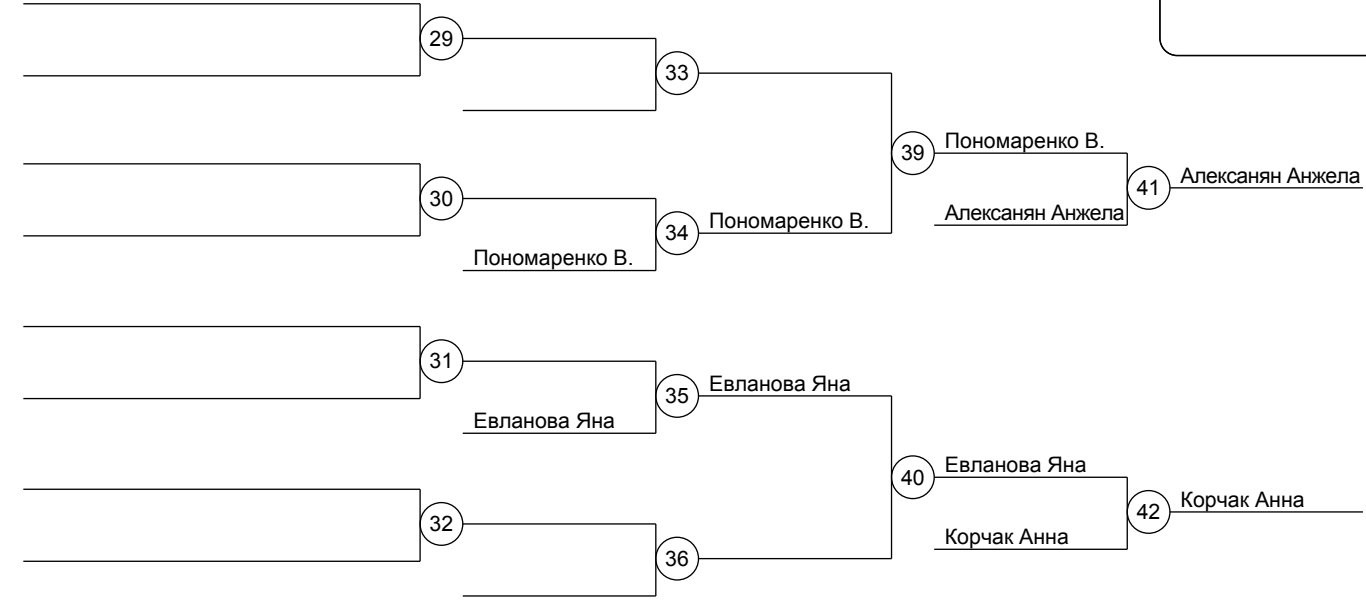 29
33
39
Пономаренко В.
41
Алексанян Анжела
Алексанян Анжела
30
34
Пономаренко В.
Пономаренко В.
31
35
Евланова Яна
Евланова Яна
40
Евланова Яна
42
Корчак Анна
Корчак Анна
32
36